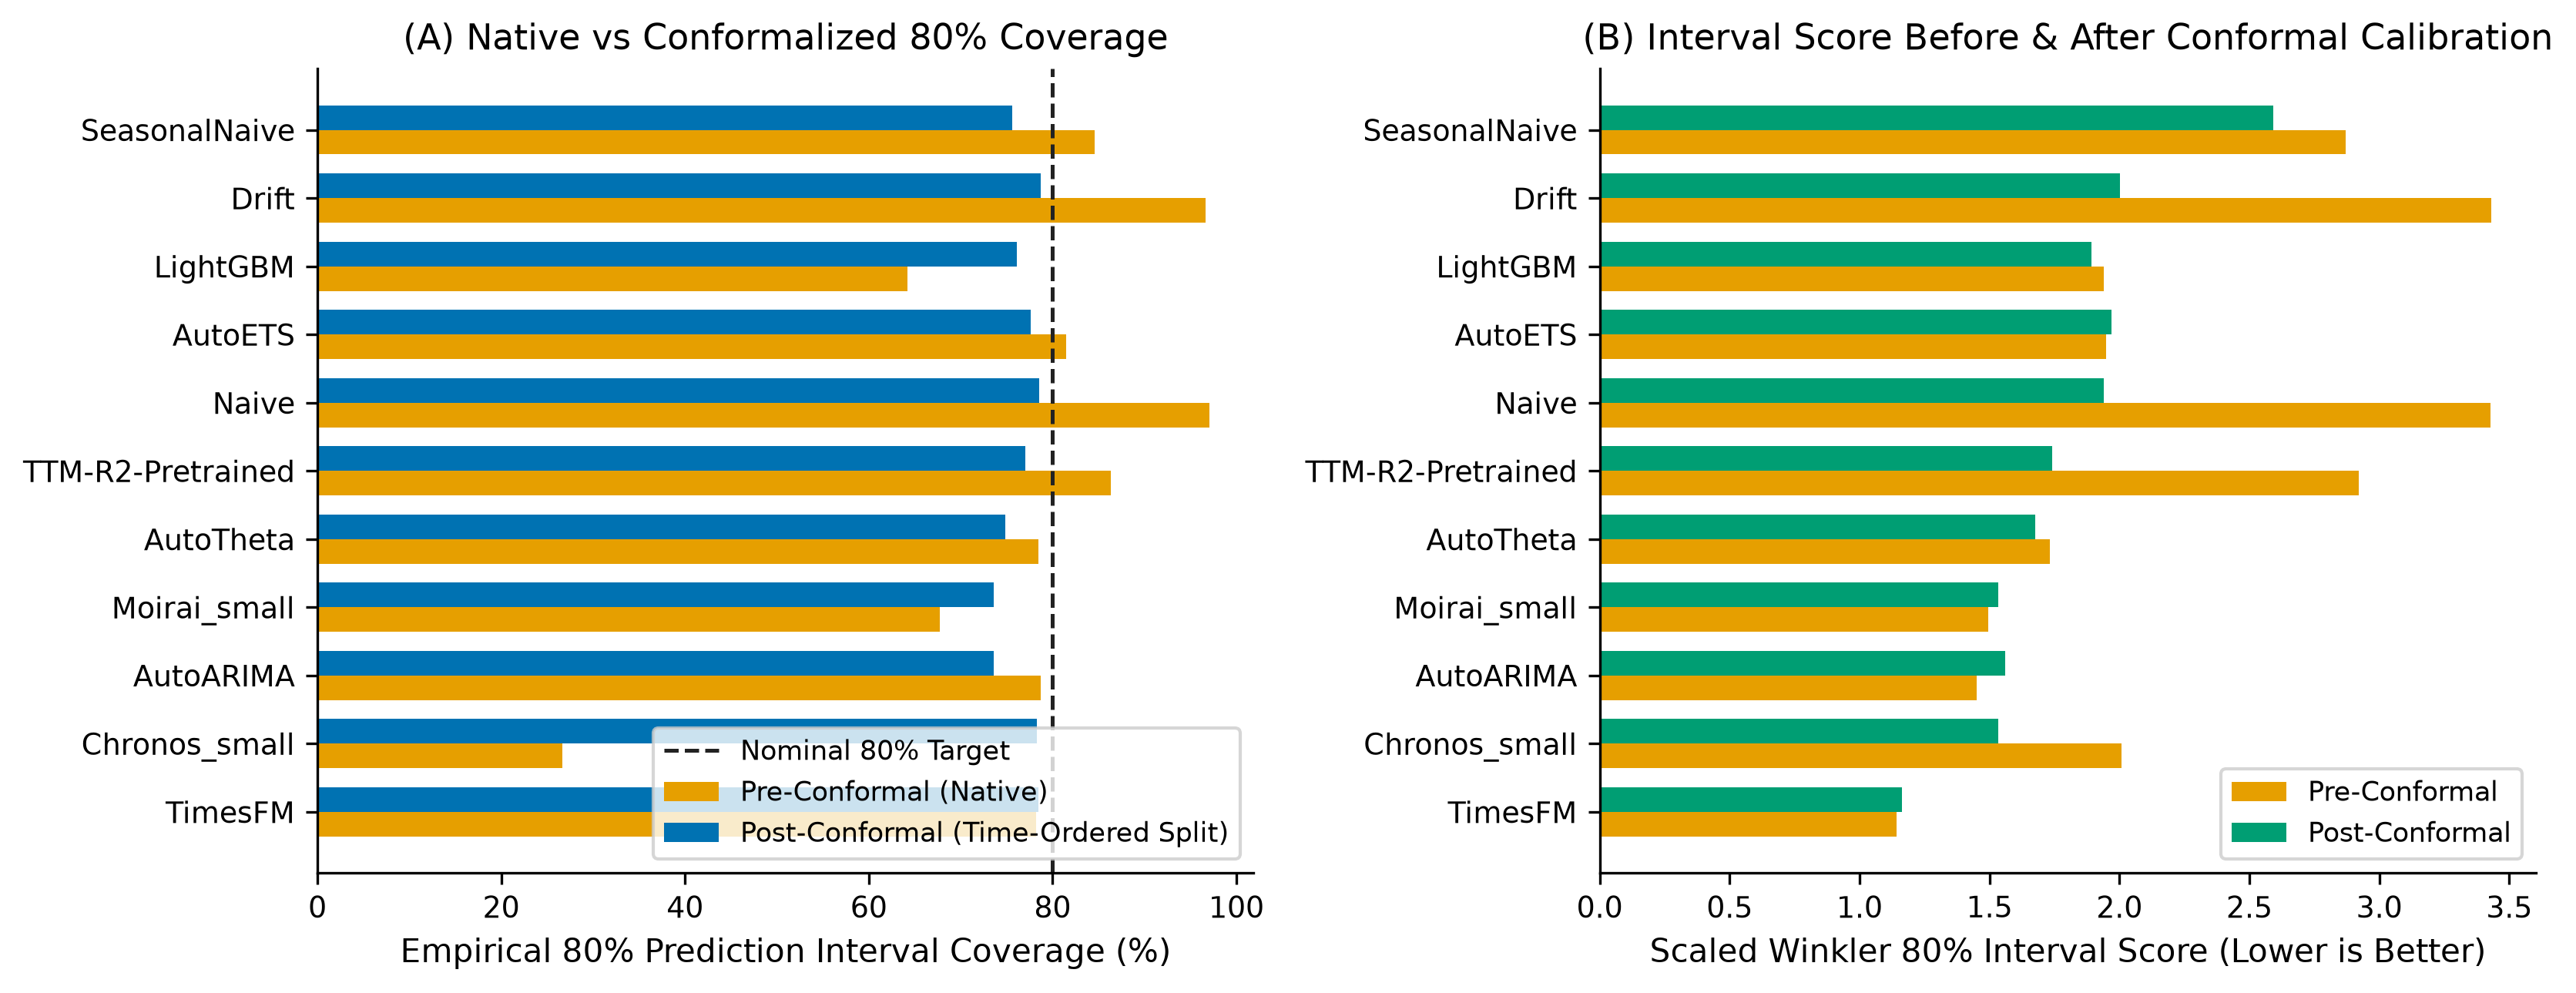 (A) Native vs Conformalized 80% Coverage
SeasonalNaive
Drift
LightGBM
AutoETS
Naive
TTM-R2-Pretrained
AutoTheta
Moirai_small
AutoARIMA
Chronos_small
TimesFM
Nominal 80% Target
Pre-Conformal (Native)
Post-Conformal (Time-Ordered Split)
0 20 40 60 80 100
Empirical 80% Prediction Interval Coverage (%)
(B) Interval Score Before & After Conformal Calibration
SeasonalNaive
Drift
LightGBM
AutoETS
Naive
TTM-R2-Pretrained
AutoTheta
Moirai_small
AutoARIMA
Chronos_small
TimesFM
Pre-Conformal
Post-Conformal
0.0 0.5 1.0 1.5 2.0 2.5 3.0 3.5
Scaled Winkler 80% Interval Score (Lower is Better)